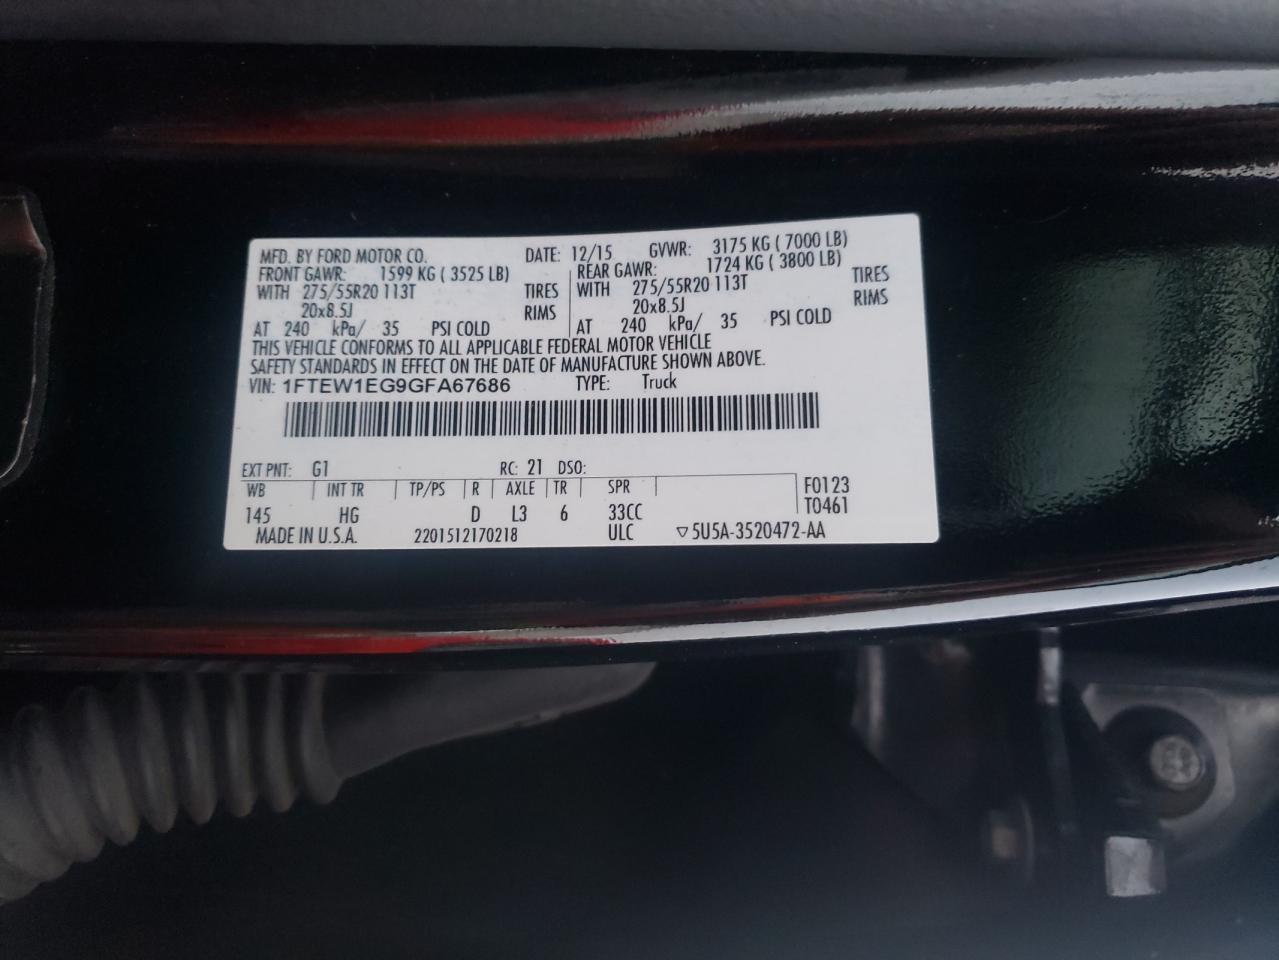 MFD. BY FORD MOTOR CO. DATE: 12/15 GVWR: 3175 KG ( 7000 LB)
FRONT GAWR: 1599 KG ( 3525 LB) REAR GAWR: 1724 KG ( 3800 LB)
WITH 275/55R20 113T TIRES WITH 275/55R20 113T TIRES
20x8.5J RIMS 20x8.5J RIMS
AT 240 kPa/ 35 PSI COLD AT 240 kPa/ 35 PSI COLD
THIS VEHICLE CONFORMS TO ALL APPLICABLE FEDERAL MOTOR VEHICLE
SAFETY STANDARDS IN EFFECT ON THE DATE OF MANUFACTURE SHOWN ABOVE.
VIN: 1FTEW1EG9GFA67686 TYPE: Truck
EXT PNT: G1 RC: 21 DSO:
WB INT TR TP/PS R AXLE TR SPR F0123
145 HG D L3 6 33CC T0461
MADE IN U.S.A. 2201512170218 ULC ▽5U5A-3520472-AA